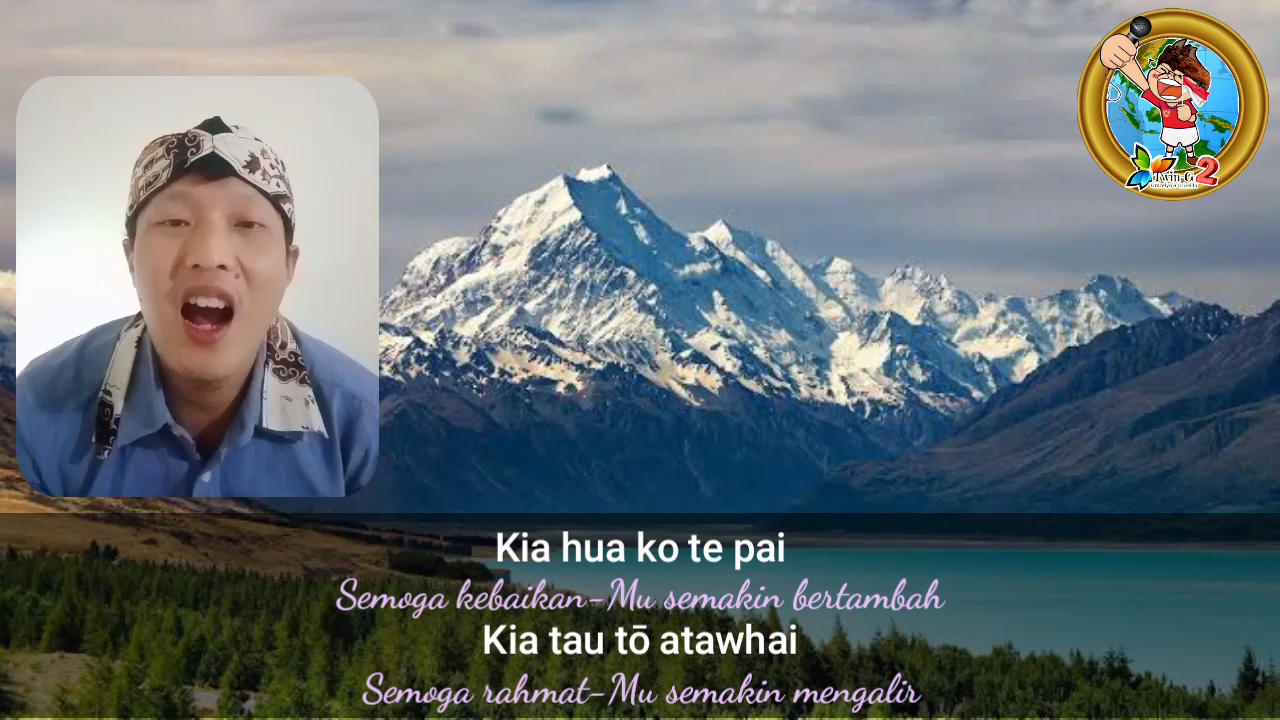 Twin G 2
Kia hua ko te pai
Semoga kebaikan-Mu semakin bertambah
Kia tau tō atawhai
Semoga rahmat-Mu semakin mengalir